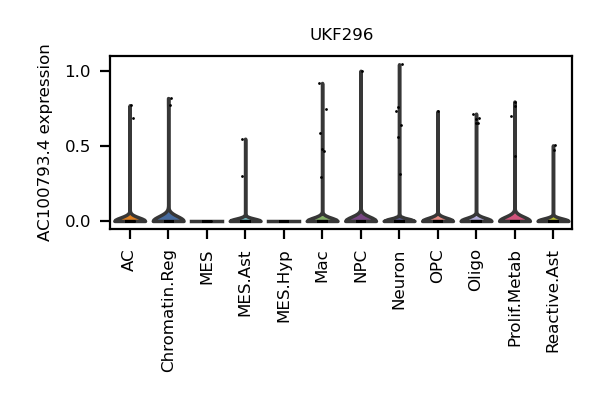 UKF296
AC100793.4 expression
1.0
0.5
0.0
AC
Chromatin.Reg
MES
MES.Ast
MES.Hyp
Mac
NPC
Neuron
OPC
Oligo
Prolif.Metab
Reactive.Ast